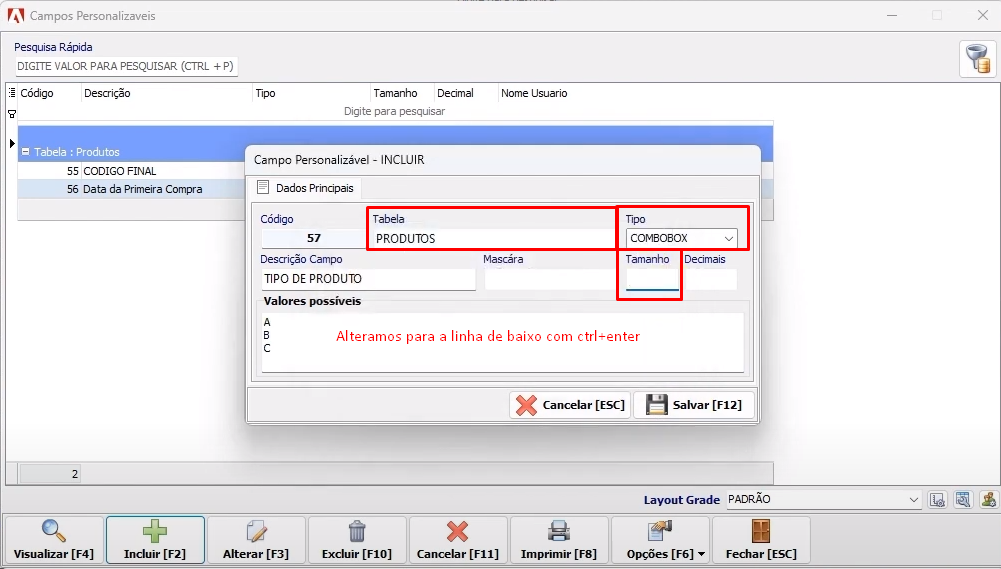 Campos Personalizaveis
Pesquisa Rápida
DIGITE VALOR PARA PESQUISAR (CTRL + P)
Código Descrição Tipo Tamanho Decimal Nome Usuario
Digite para pesquisar
Tabela : Produtos
55 CODIGO FINAL
56 Data da Primeira Compra
Campo Personalizável - INCLUIR
Dados Principais
Código Tabela Tipo
57 PRODUTOS COMBOBOX
Descrição Campo Mascára Tamanho Decimais
TIPO DE PRODUTO
Valores possíveis
A
B
C
Alteramos para a linha de baixo com ctrl+enter
Cancelar [ESC] Salvar [F12]
2
Layout Grade PADRÃO
Visualizar [F4] Incluir [F2] Alterar [F3] Excluir [F10] Cancelar [F11] Imprimir [F8] Opções [F6] Fechar [ESC]